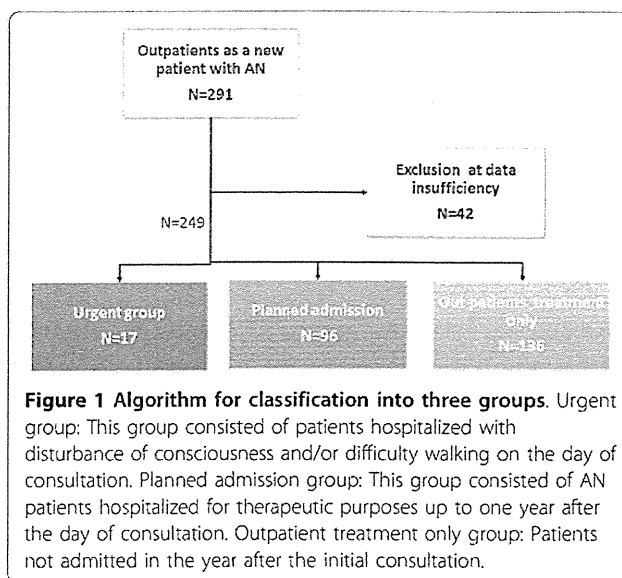 Outpatients as a new
patient with AN
N=291
Exclusion at data
insufficiency
N=42
N=249
Urgent group
N=17
Planned admission
N=96
Out patients' treatment
only
N=136
Figure 1 Algorithm for classification into three groups. Urgent
group: This group consisted of patients hospitalized with
disturbance of consciousness and/or difficulty walking on the day of
consultation. Planned admission group: This group consisted of AN
patients hospitalized for therapeutic purposes up to one year after
the day of consultation. Outpatient treatment only group: Patients
not admitted in the year after the initial consultation.